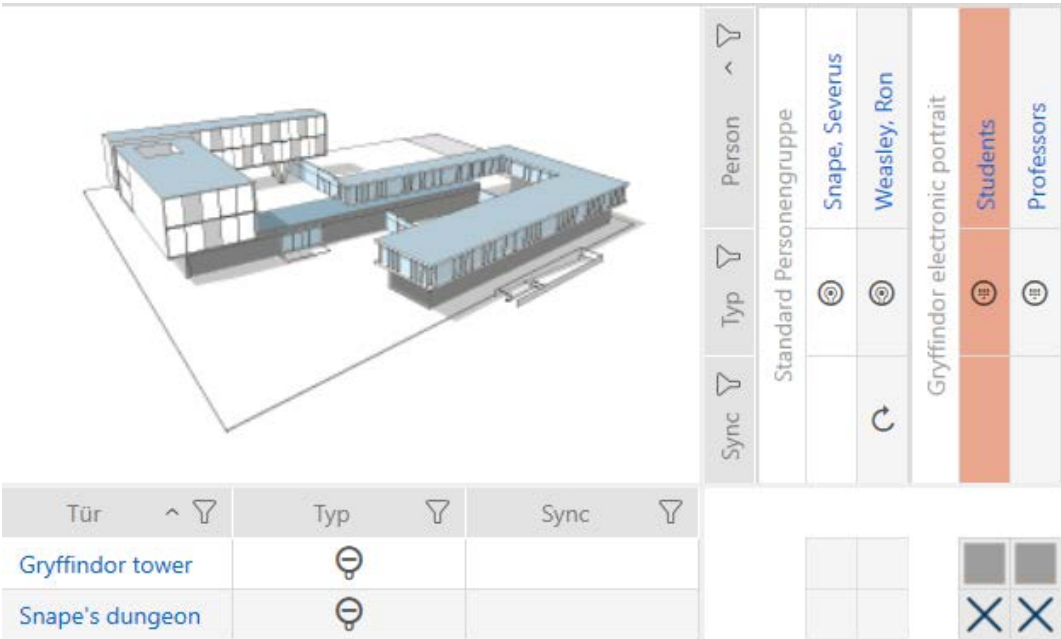 Person
Typ
Sync
Standard Personengruppe
Snape, Severus
Weasley, Ron
Gryffindor electronic portrait
Students
Professors
Tür
Typ
Sync
Gryffindor tower
Snape's dungeon